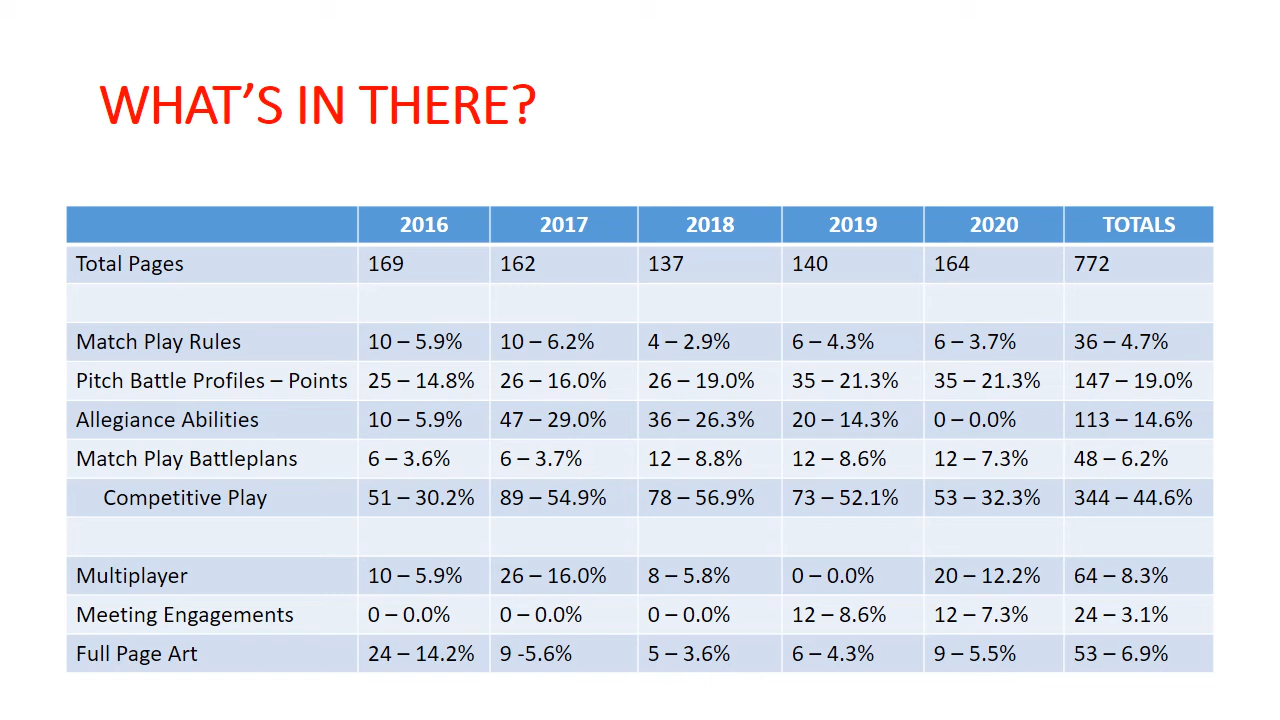 WHAT’S IN THERE?
2016 2017 2018 2019 2020 TOTALS
Total Pages 169 162 137 140 164 772
Match Play Rules 10 – 5.9% 10 – 6.2% 4 – 2.9% 6 – 4.3% 6 – 3.7% 36 – 4.7%
Pitch Battle Profiles – Points 25 – 14.8% 26 – 16.0% 26 – 19.0% 35 – 21.3% 35 – 21.3% 147 – 19.0%
Allegiance Abilities 10 – 5.9% 47 – 29.0% 36 – 26.3% 20 – 14.3% 0 – 0.0% 113 – 14.6%
Match Play Battleplans 6 – 3.6% 6 – 3.7% 12 – 8.8% 12 – 8.6% 12 – 7.3% 48 – 6.2%
Competitive Play 51 – 30.2% 89 – 54.9% 78 – 56.9% 73 – 52.1% 53 – 32.3% 344 – 44.6%
Multiplayer 10 – 5.9% 26 – 16.0% 8 – 5.8% 0 – 0.0% 20 – 12.2% 64 – 8.3%
Meeting Engagements 0 – 0.0% 0 – 0.0% 0 – 0.0% 12 – 8.6% 12 – 7.3% 24 – 3.1%
Full Page Art 24 – 14.2% 9 -5.6% 5 – 3.6% 6 – 4.3% 9 – 5.5% 53 – 6.9%